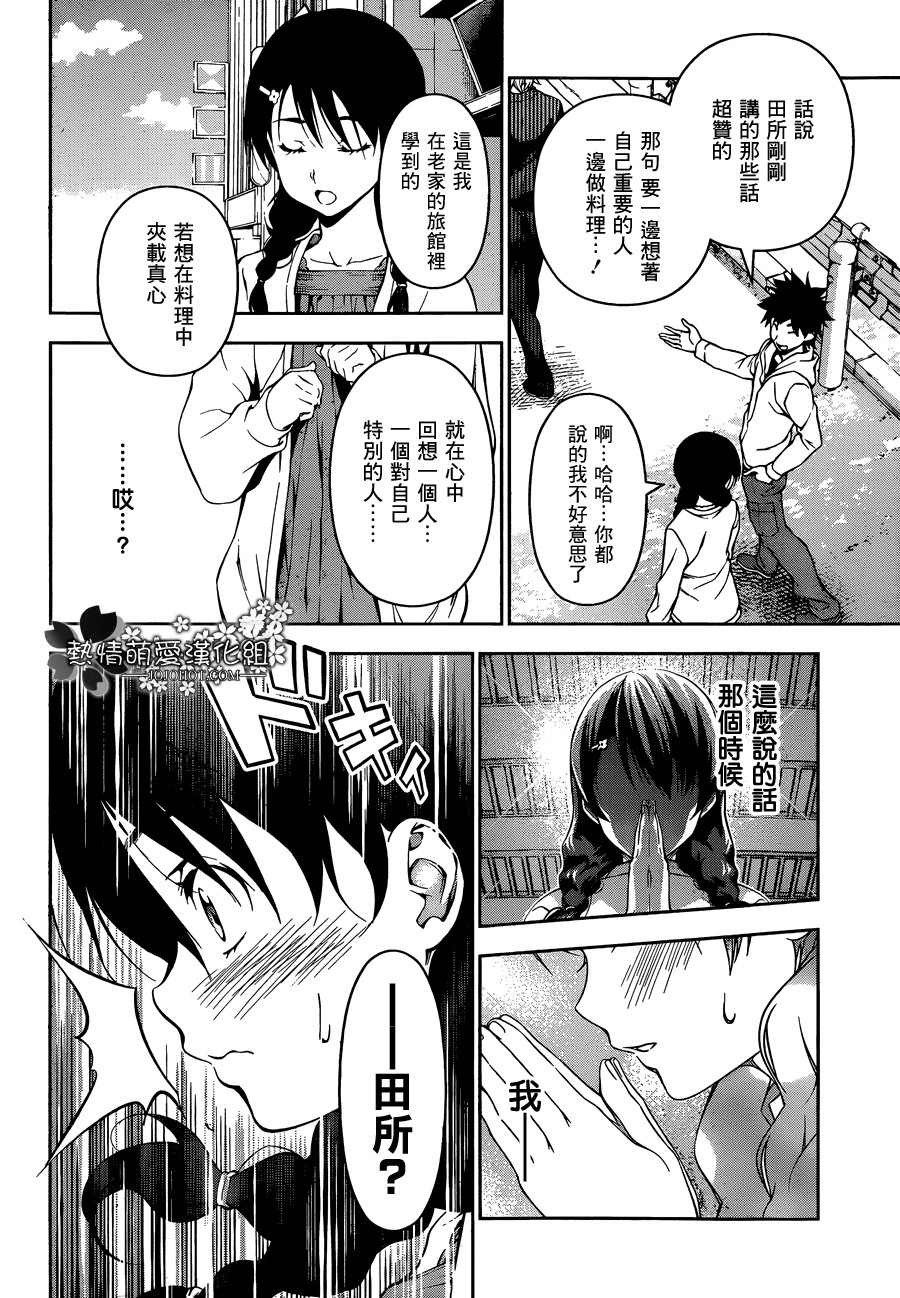 話說
田所剛剛
講的那些話
超贊的
那句 要一邊想著
自己重要的人
一邊做料理…！
啊…哈哈…你都
說的我不好意思了
這是我
在老家的旅館裡
學到的
若想在料理中
夾載真心
就在心中
回想一個人…
一個對自己
特別的人……
……哎…？
熱情萌愛漢化組
JOJOHOT.COM
這麼說的話
那個時候
我——
ドキッ
——田所？